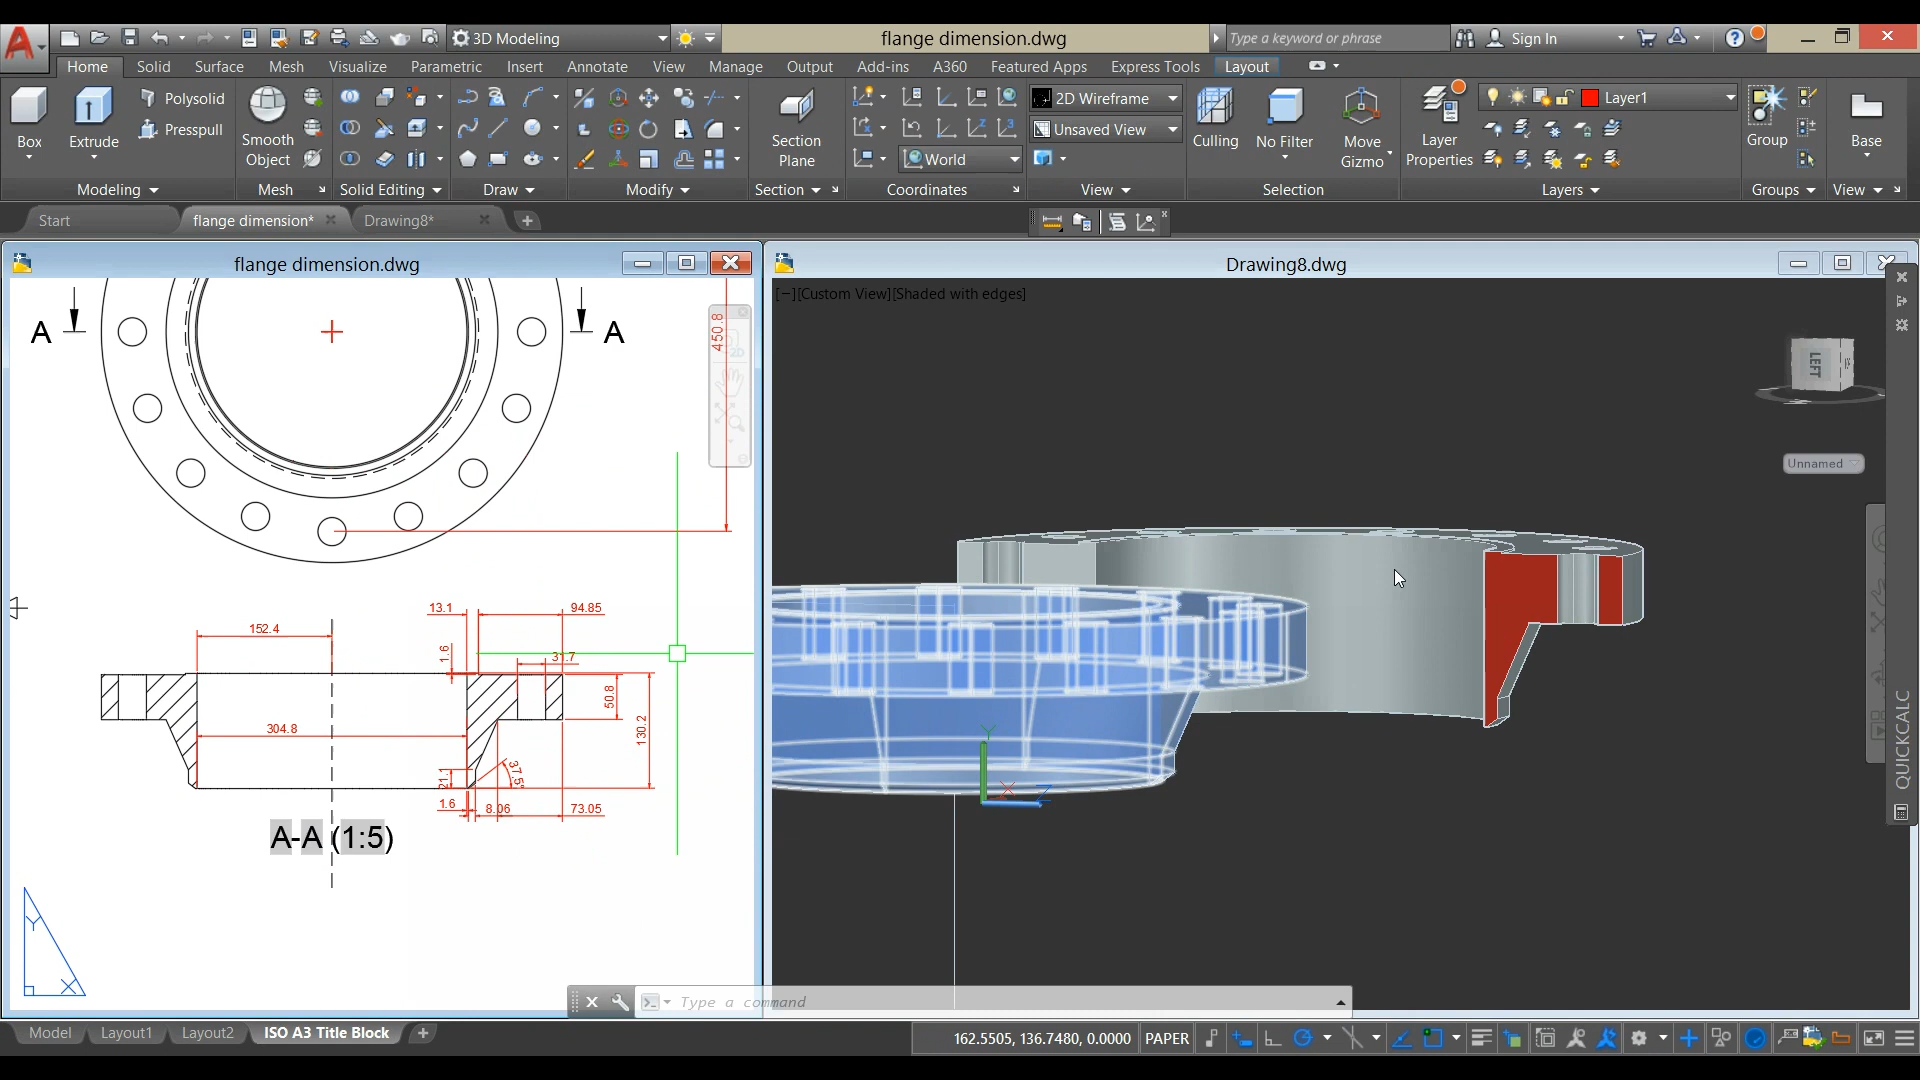 3D Modeling
flange dimension.dwg
Type a keyword or phrase
Sign In
Home Solid Surface Mesh Visualize Parametric Insert Annotate View Manage Output Add-ins A360 Featured Apps Express Tools Layout
Box
Extrude
Polysolid
Presspull
Smooth
Object
Section
Plane
World
2D Wireframe
Unsaved View
Culling
No Filter
Move
Gizmo
Layer
Properties
Layer1
Group
Base
Modeling
Mesh
Solid Editing
Draw
Modify
Section
Coordinates
View
Selection
Layers
Groups
View
Start
flange dimension*
Drawing8*
flange dimension.dwg
Drawing8.dwg
[−][Custom View][Shaded with edges]
A
A
450.8
LEFT
Unnamed
13.1
94.85
152.4
1.6
31.7
50.8
304.8
130.2
21.1
37.5°
1.6
8.06
73.05
A-A (1:5)
Y
X
Y
X
Z
QUICKCALC
Type a command
Model Layout1 Layout2 ISO A3 Title Block
162.5505, 136.7480, 0.0000
PAPER